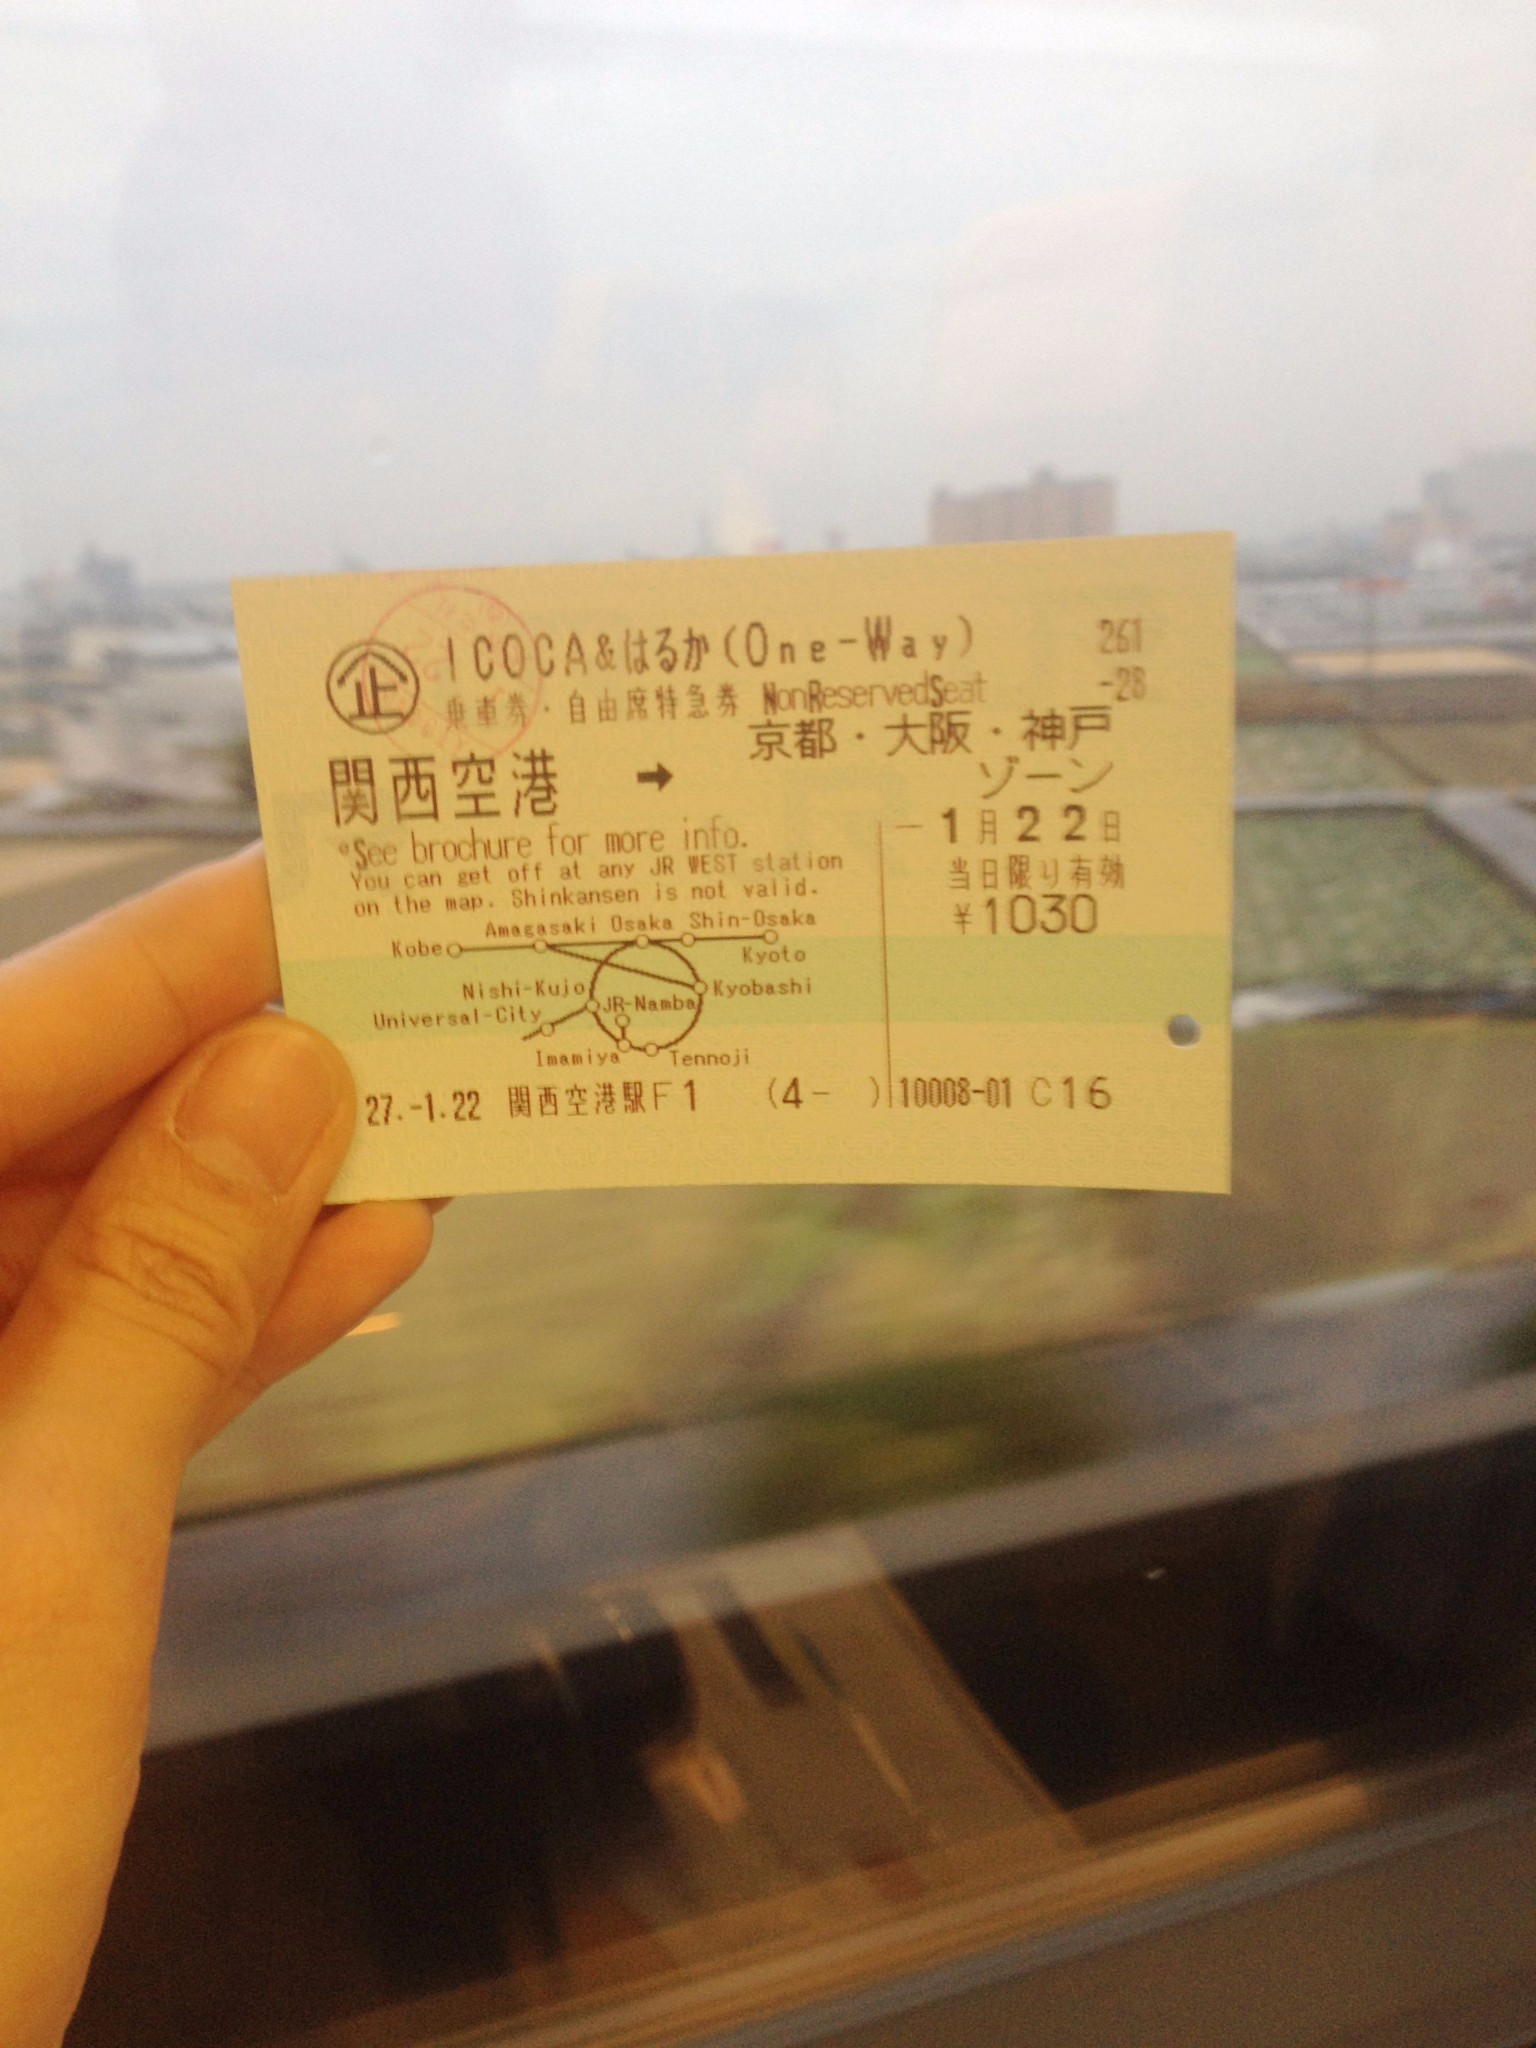 企 ICOCA&はるか(One-Way) 261
乗車券・自由席特急券 NonReservedSeat -28
京都・大阪・神戸
関西空港 → ゾーン
See brochure for more info.
-1月22日
You can get off at any JR WEST station
on the map. Shinkansen is not valid.
当日限り有効
¥1030
Amagasaki Osaka Shin-Osaka
Kobe
Kyoto
Nishi-Kujo
JR-Namba
Kyobashi
Universal-City
Imamiya
Tennoji
27.-1.22 関西空港駅F1 (4- ) 10008-01 C16